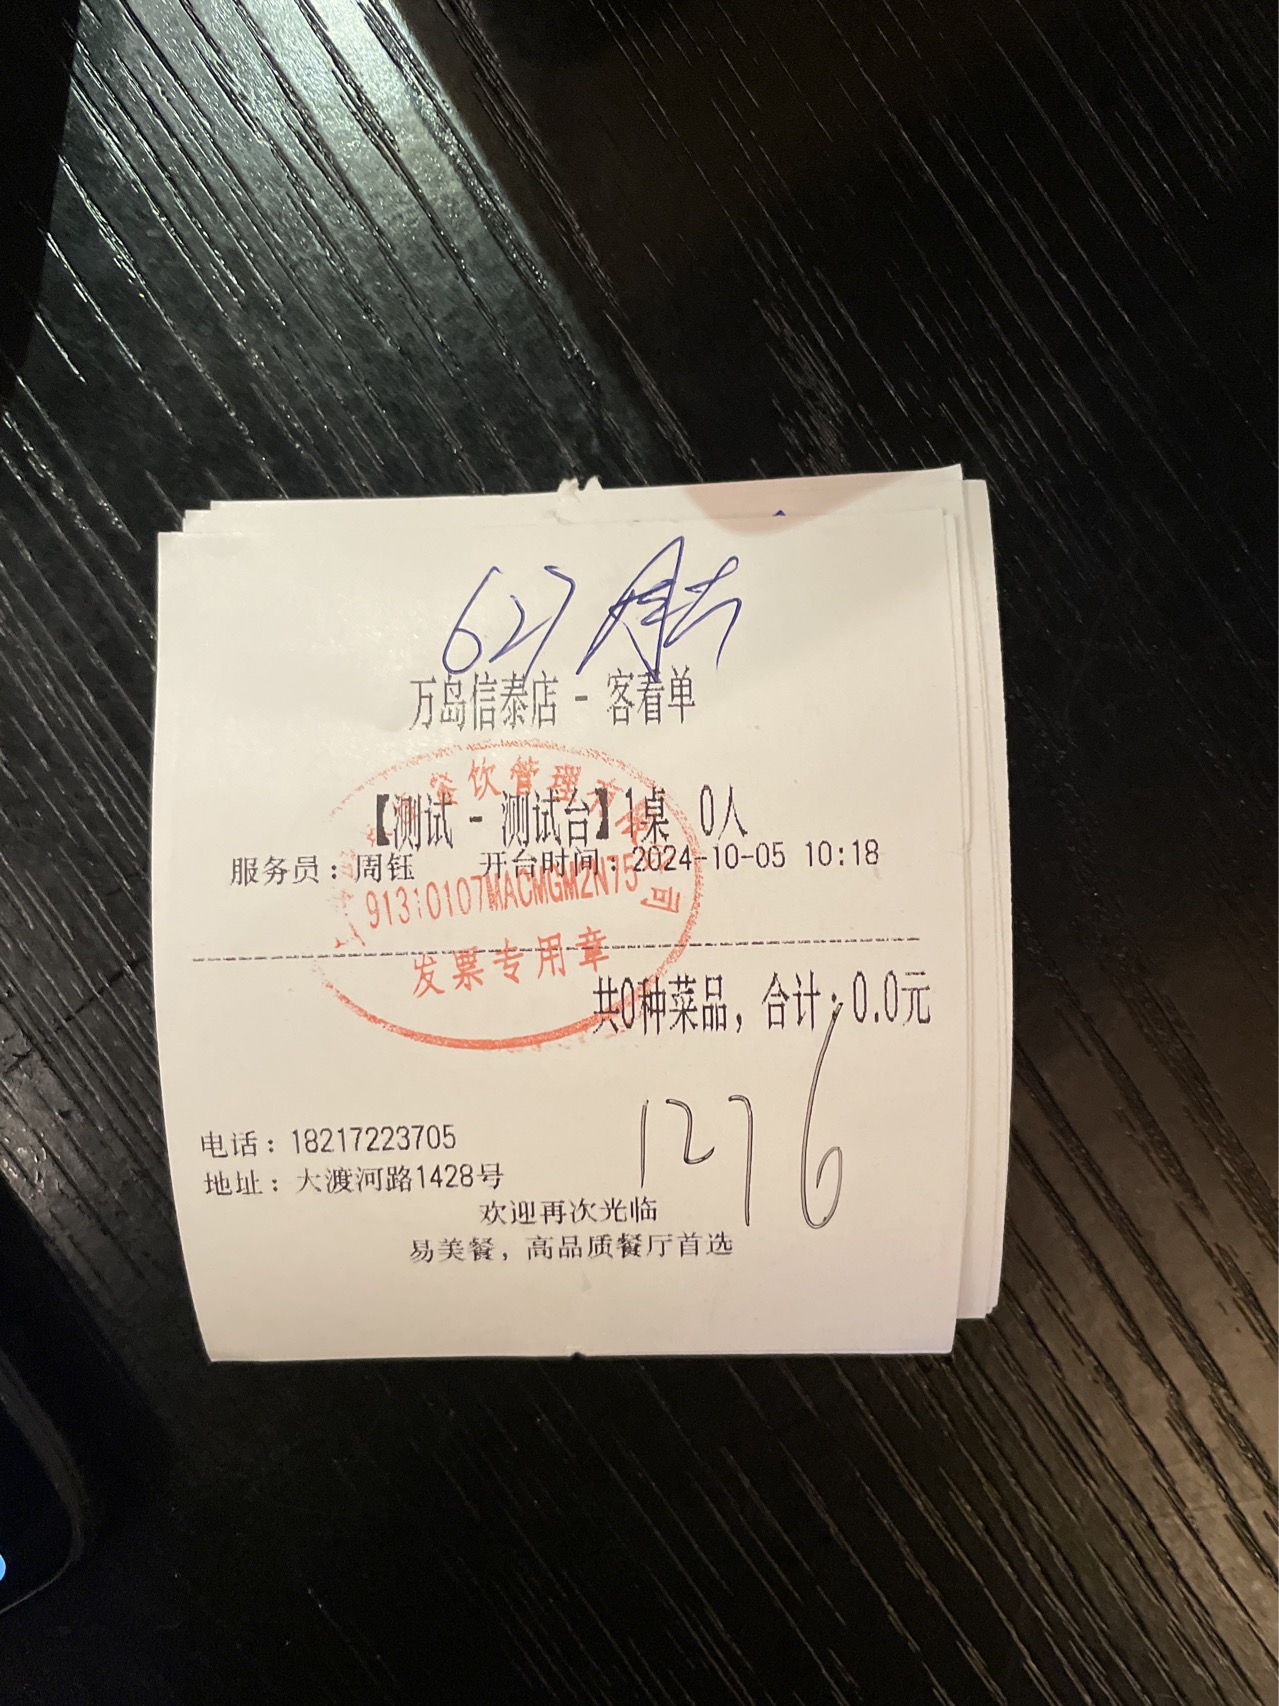 627
万岛信泰店 - 客看单
餐饮管理
【测试 - 测试台】1桌 0人
服务员：周钰 开台时间：2024-10-05 10:18
91310107MACMGM2N75
司
发票专用章
共0种菜品，合计：0.0元
1276
电话：18217223705
地址：大渡河路1428号
欢迎再次光临
易美餐，高品质餐厅首选